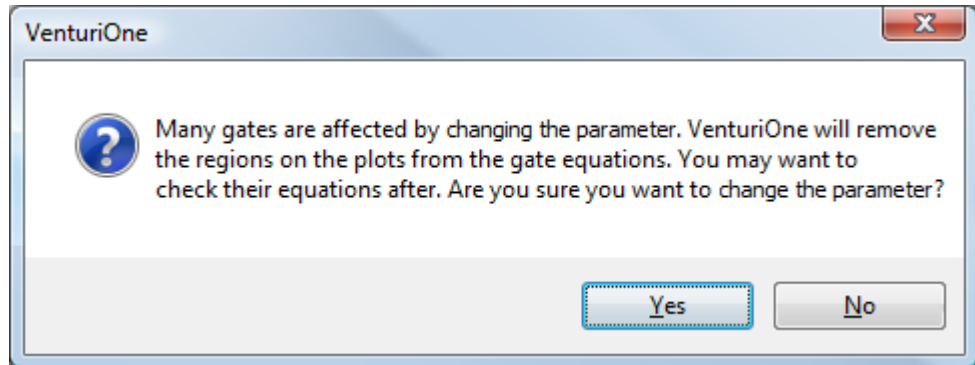 VenturiOne
Many gates are affected by changing the parameter. VenturiOne will remove
the regions on the plots from the gate equations. You may want to
check their equations after. Are you sure you want to change the parameter?
Yes
No